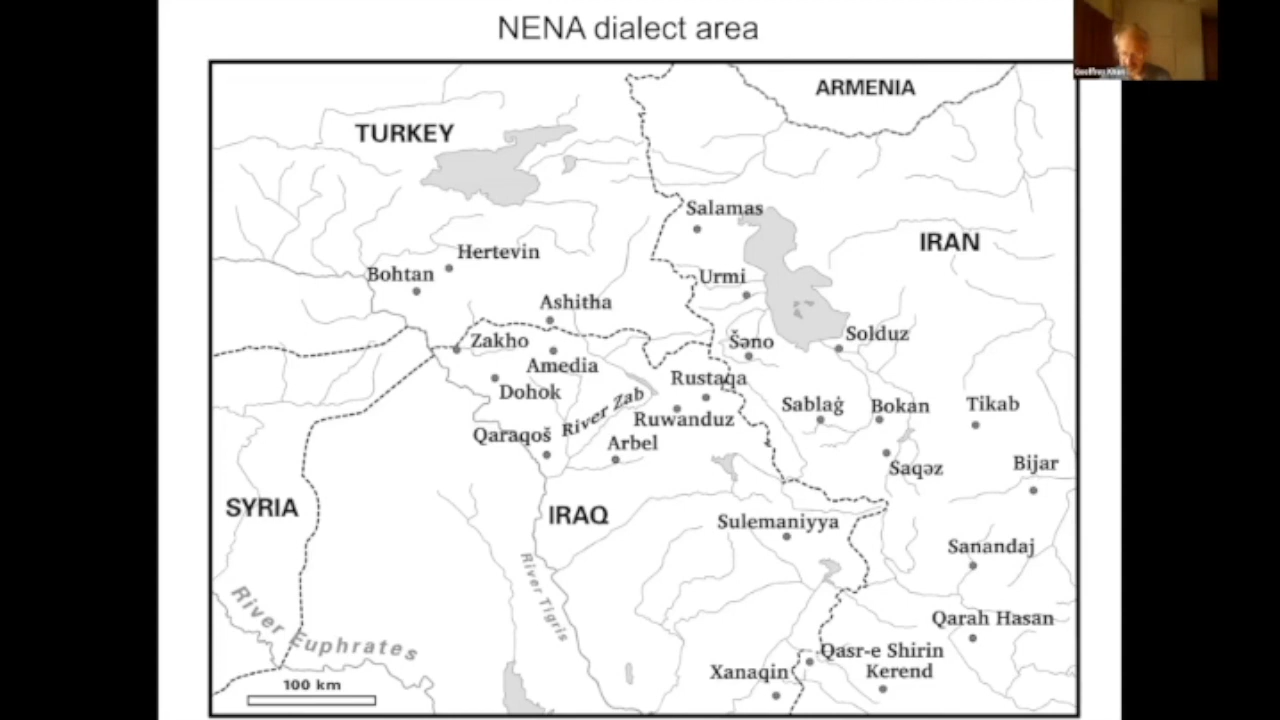 NENA dialect area
Geoffrey Khan
ARMENIA
TURKEY
Salamas
IRAN
Hertevin
Bohtan
Urmi
Ashitha
Zakho
Šəno
Solduz
Amedia
Rustaqa
Dohok
River Zab
Sablaġ
Bokan
Tikab
Ruwanduz
Qaraqoš
Arbel
Saqəz
Bijar
SYRIA
IRAQ
Sulemaniyya
Sanandaj
River Tigris
River Euphrates
Qarah Hasan
Qasr-e Shirin
Xanaqin
Kerend
100 km